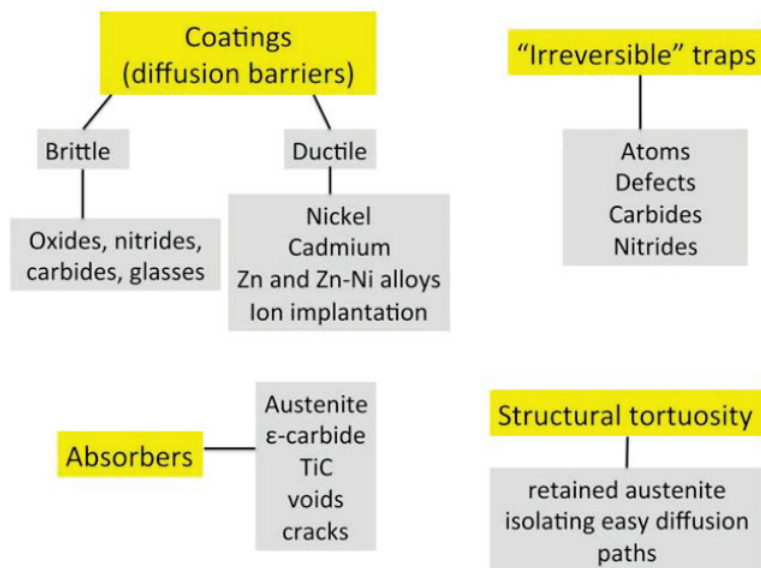 Coatings
(diffusion barriers)
Brittle
Ductile
Oxides, nitrides,
carbides, glasses
Nickel
Cadmium
Zn and Zn-Ni alloys
Ion implantation
“Irreversible” traps
Atoms
Defects
Carbides
Nitrides
Absorbers
Austenite
ε-carbide
TiC
voids
cracks
Structural tortuosity
retained austenite
isolating easy diffusion
paths